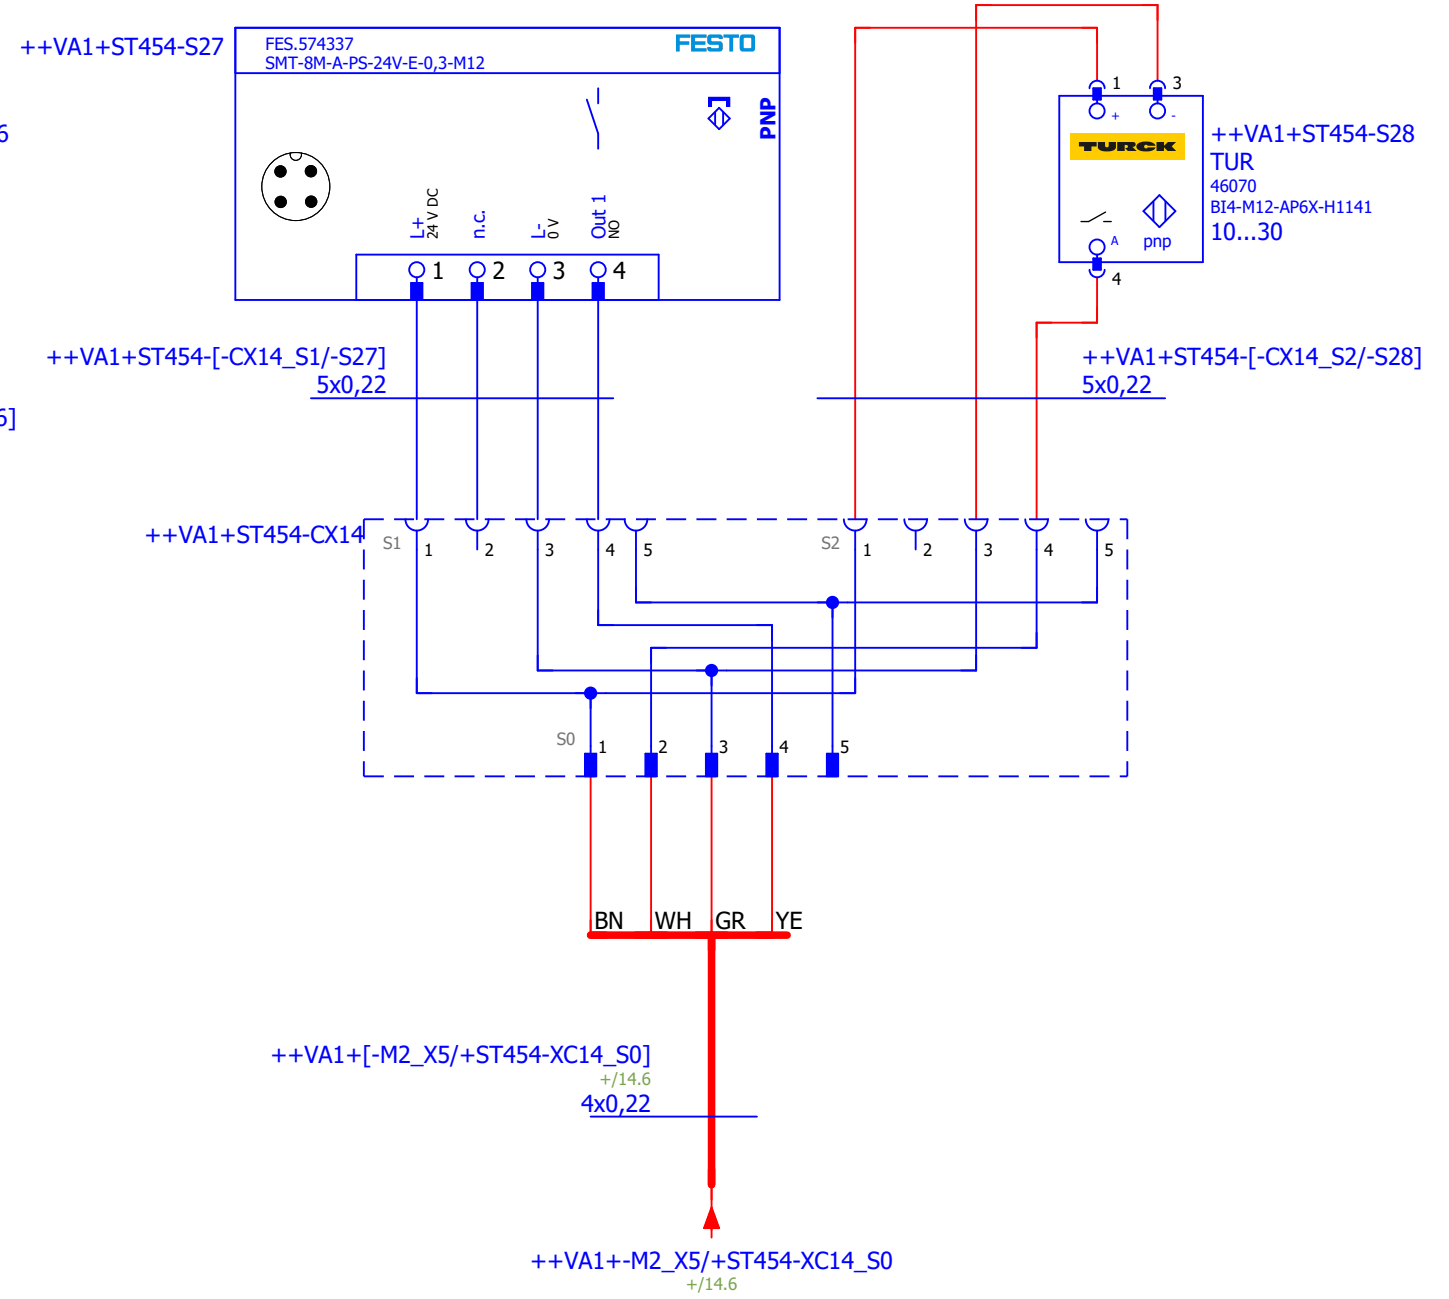 ++VA1+ST454-S27
FES.574337
SMT-8M-A-PS-24V-E-0,3-M12
FESTO
PNP
L+
24 V DC
n.c.
L-
0 V
Out 1
NO
1
2
3
4
1
3
+
-
TURCK
A
pnp
4
++VA1+ST454-S28
TUR
46070
BI4-M12-AP6X-H1141
10...30
6
++VA1+ST454-[-CX14_S1/-S27]
5x0,22
++VA1+ST454-[-CX14_S2/-S28]
5x0,22
6]
++VA1+ST454-CX14
S1
1
2
3
4
5
S2
1
2
3
4
5
S0
1
2
3
4
5
BN
WH
GR
YE
++VA1+[-M2_X5/+ST454-XC14_S0]
+/14.6
4x0,22
++VA1+-M2_X5/+ST454-XC14_S0
+/14.6